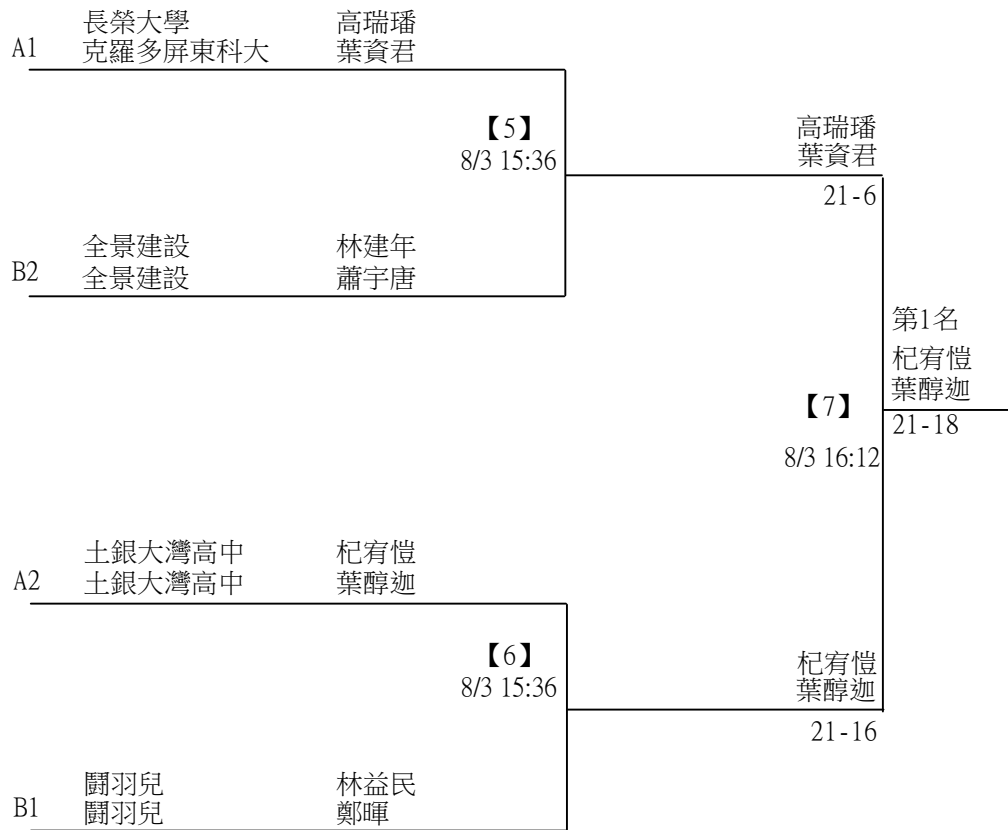 長榮大學 高瑞璠
A1 克羅多屏東科大 葉資君
【5】
8/3 15:36
高瑞璠
葉資君
21-6
全景建設 林建年
B2 全景建設 蕭宇唐
第1名
杞宥愷
葉醇迦
【7】
21-18
8/3 16:12
土銀大灣高中 杞宥愷
A2 土銀大灣高中 葉醇迦
【6】
8/3 15:36
杞宥愷
葉醇迦
21-16
鬪羽兒 林益民
B1 鬪羽兒 鄭暉